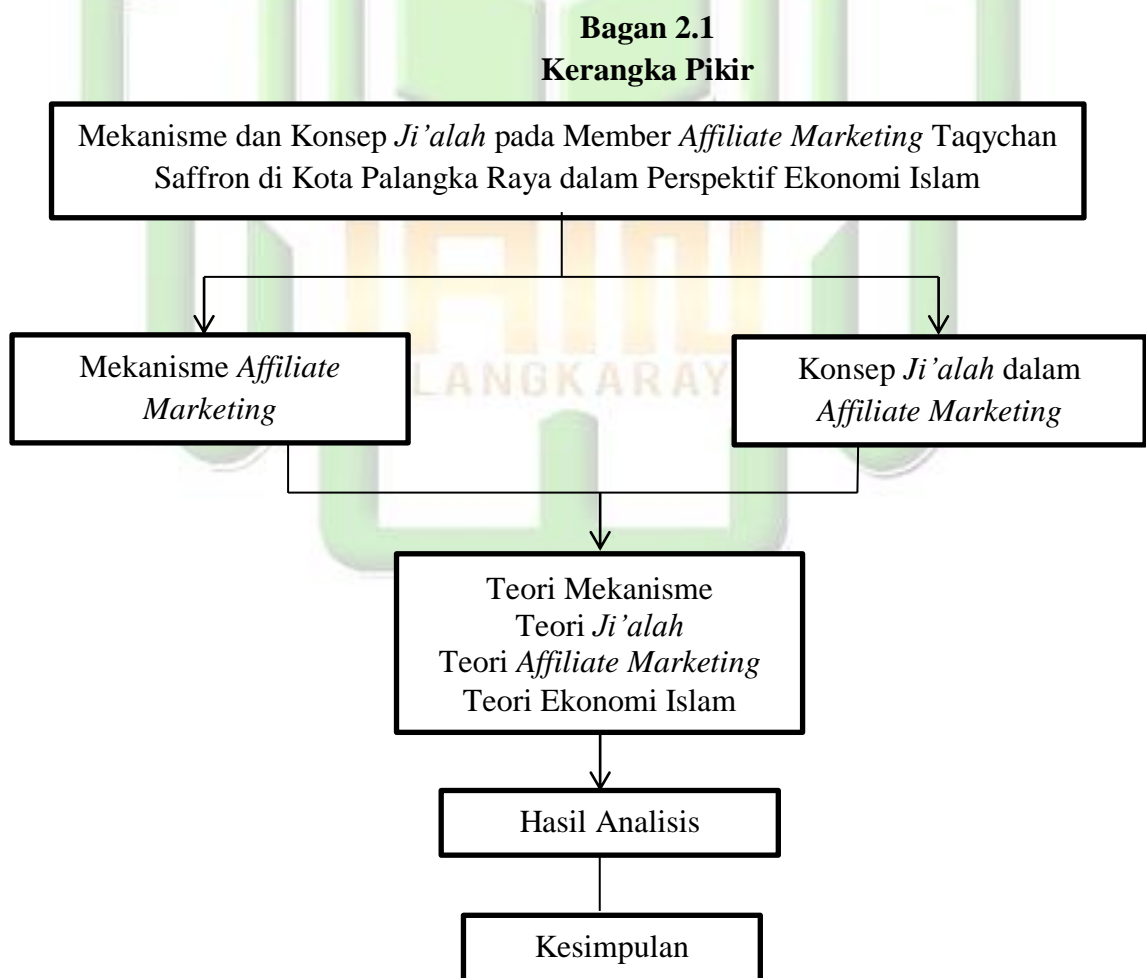 Bagan 2.1
Kerangka Pikir
Mekanisme dan Konsep Ji’alah pada Member Affiliate Marketing Taqychan
Saffron di Kota Palangka Raya dalam Perspektif Ekonomi Islam
Mekanisme Affiliate
Marketing
Konsep Ji’alah dalam
Affiliate Marketing
LANGKARAY
Teori Mekanisme
Teori Ji’alah
Teori Affiliate Marketing
Teori Ekonomi Islam
Hasil Analisis
Kesimpulan